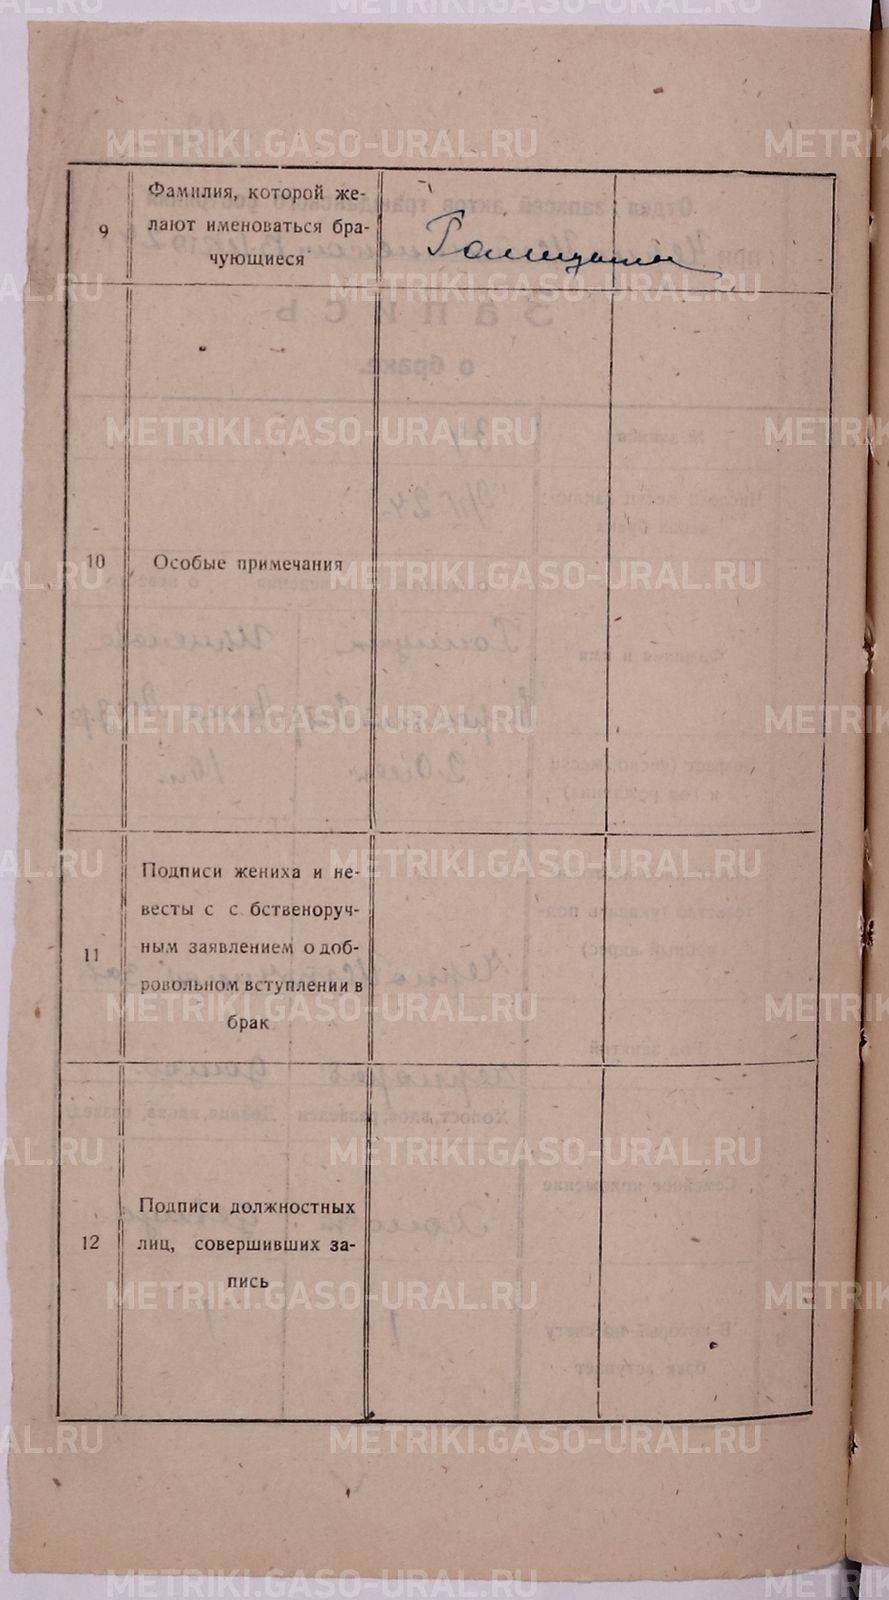 METRIKI.GASO-URAL.RU
9
Фамилия, которой же-
лают именоваться бра-
чующиеся
Голицыны
10
Особые примечания
11
Подписи жениха и не-
весты с с бственоруч-
ным заявлением о доб-
ровольном вступлении в
брак
12
Подписи должностных
лиц, совершивших за-
пись